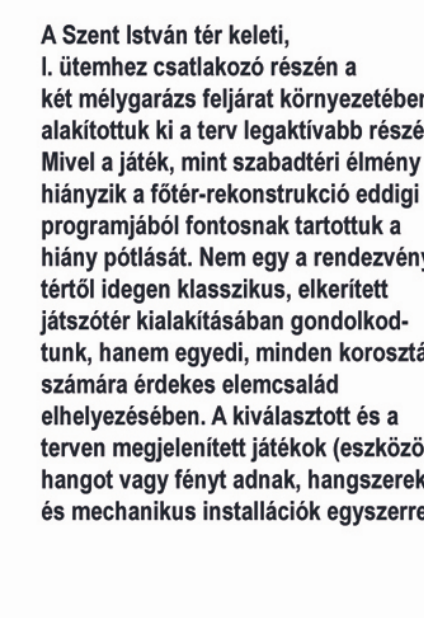 A Szent István tér keleti,
I. ütemhez csatlakozó részén a
két mélygarázs feljárat környezetében
alakítottuk ki a terv legaktívabb részé
Mivel a játék, mint szabadtéri élmény
hiányzik a főtér-rekonstrukció eddigi
programjából fontosnak tartottuk a
hiány pótlását. Nem egy a rendezvény
tértől idegen klasszikus, elkerített
játszótér kialakításában gondolkod-
tunk, hanem egyedi, minden korosztá
számára érdekes elemcsalád
elhelyezésében. A kiválasztott és a
terven megjelenített játékok (eszközö
hangot vagy fényt adnak, hangszerek
és mechanikus installációk egyszerre